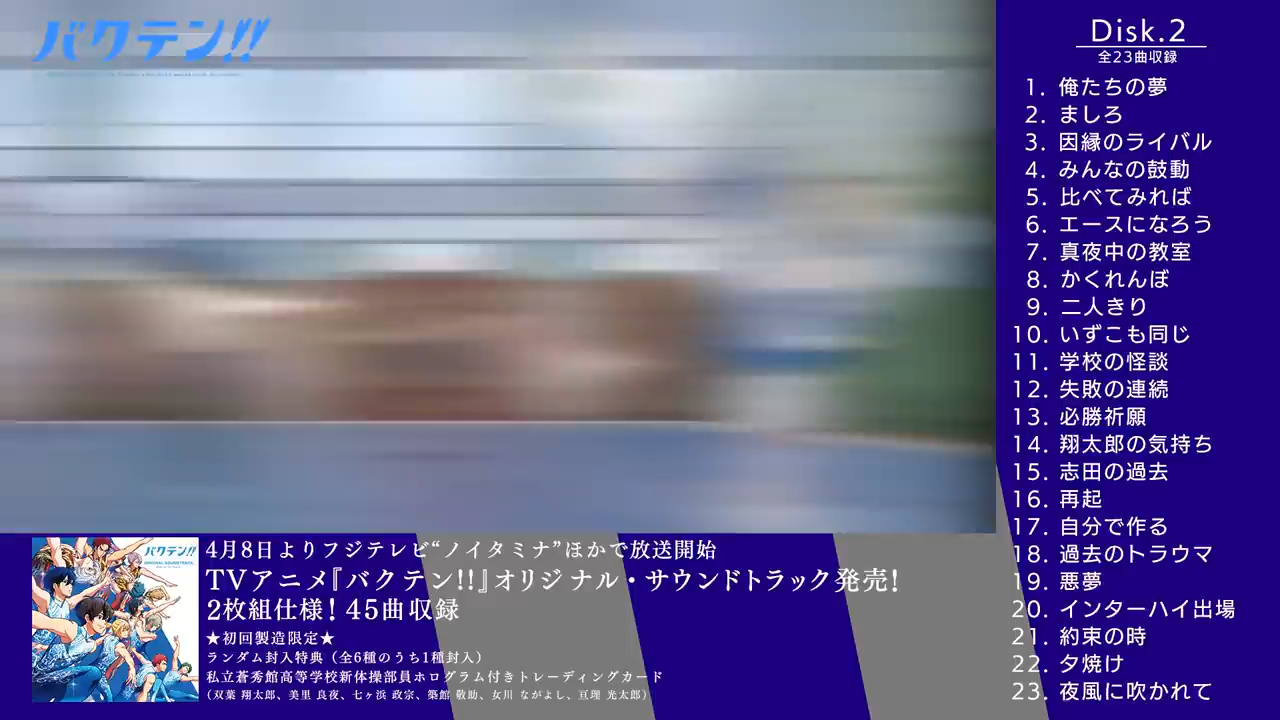 バクテン!!
Disk.2
全23曲収録
1. 俺たちの夢
2. ましろ
3. 因縁のライバル
4. みんなの鼓動
5. 比べてみれば
6. エースになろう
7. 真夜中の教室
8. かくれんぼ
9. 二人きり
10. いずこも同じ
11. 学校の怪談
12. 失敗の連続
13. 必勝祈願
14. 翔太郎の気持ち
15. 志田の過去
16. 再起
17. 自分で作る
18. 過去のトラウマ
19. 悪夢
20. インターハイ出場
21. 約束の時
22. 夕焼け
23. 夜風に吹かれて
バクテン!!
ORIGINAL SOUNDTRACK
4月8日よりフジテレビ“ノイタミナ”ほかで放送開始
TVアニメ『バクテン!!』オリジナル・サウンドトラック発売!
2枚組仕様! 45曲収録
★初回製造限定★
ランダム封入特典（全6種のうち1種封入）
私立蒼秀館高等学校新体操部員ホログラム付きトレーディングカード
（双葉 翔太郎、美里 良夜、七ヶ浜 政宗、築館 敬助、女川 ながよし、亘理 光太郎）